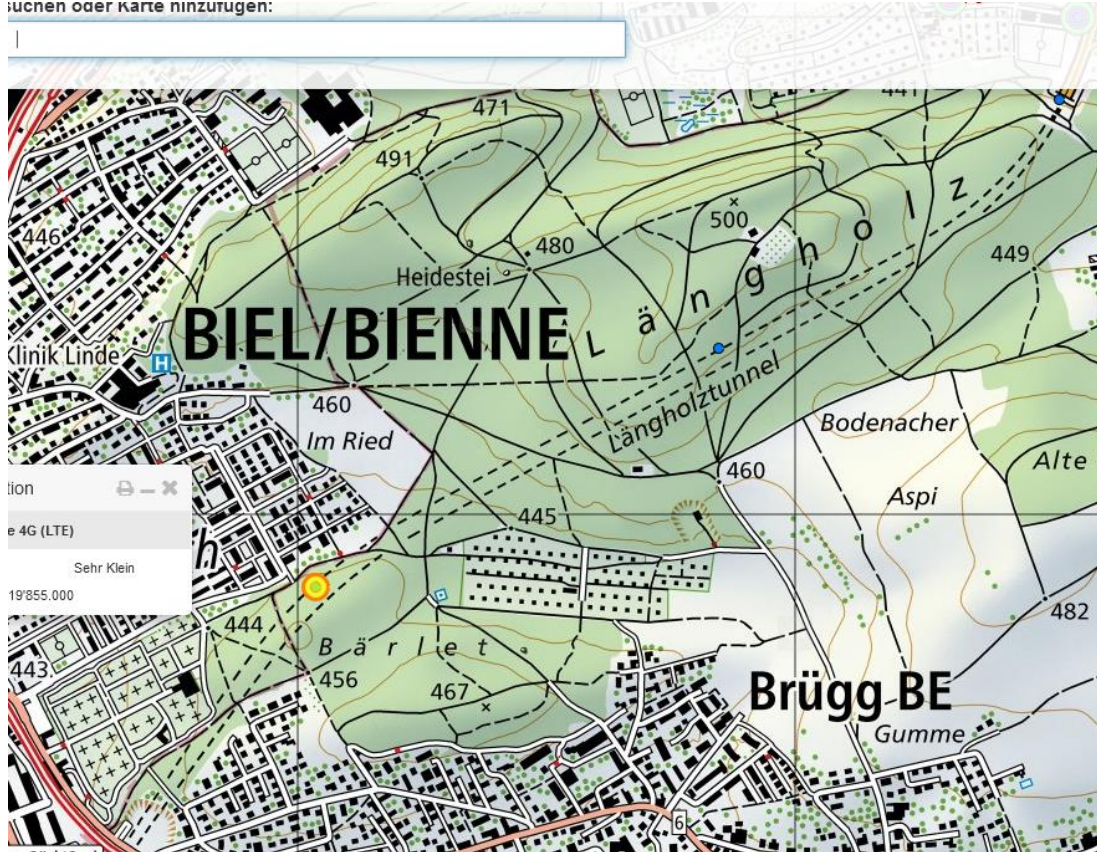 suchen oder Karte hinzufügen:
441
471
491
500
446
480
449
Heidestei
Längholz
BIEL/BIENNE
Klinik Linde
H
Längholztunnel
460
Im Ried
Bodenacher
460
Alte
Aspi
tion
445
e 4G (LTE)
h
Sehr Klein
19'855.000
444
482
Bärlet
443.
456
467
Brügg BE
Gumme
6